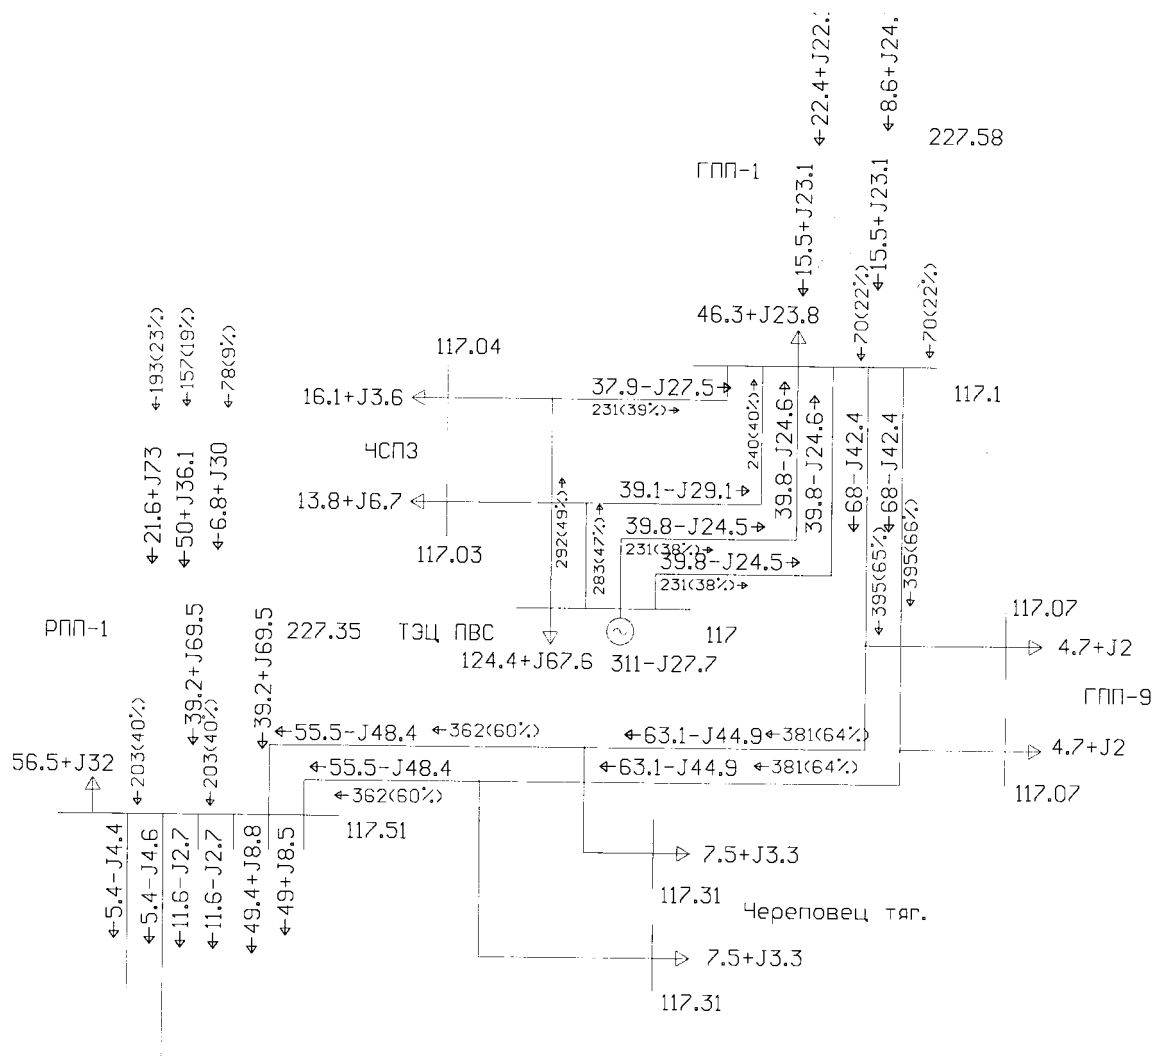 ←22.4+J22.
←8.6+J24.
227.58
ГПП-1
←15.5+J23.1
←15.5+J23.1
46.3+J23.8
←70(22%)
←70(22%)
117.1
←193(23%)
←157(19%)
←78(9%)
117.04
16.1+J3.6
37.9-J27.5→
231(39%)→
240(40%)→
39.8-J24.6→
39.8-J24.6→
←68-J42.4
←68-J42.4
←21.6+J73
←50+J36.1
←6.8+J30
ЧСПЗ
13.8+J6.7
117.03
39.1-J29.1→
292(49%)→
283(47%)→
39.8-J24.5→
231(38%)→
39.8-J24.5→
231(38%)→
←395(65%)
←395(66%)
РПП-1
←39.2+J69.5
←39.2+J69.5
227.35
ТЭЦ ПВС
117
124.4+J67.6
311-J27.7
117.07
4.7+J2
ГПП-9
4.7+J2
117.07
56.5+J32
←203(40%)
←203(40%)
←55.5-J48.4
←362(60%)
←63.1-J44.9
←381(64%)
←55.5-J48.4
←362(60%)
←63.1-J44.9
←381(64%)
117.51
←5.4-J4.4
←5.4-J4.6
←11.6-J2.7
←11.6-J2.7
←49.4+J8.8
←49+J8.5
7.5+J3.3
117.31
Череповец тяг.
7.5+J3.3
117.31